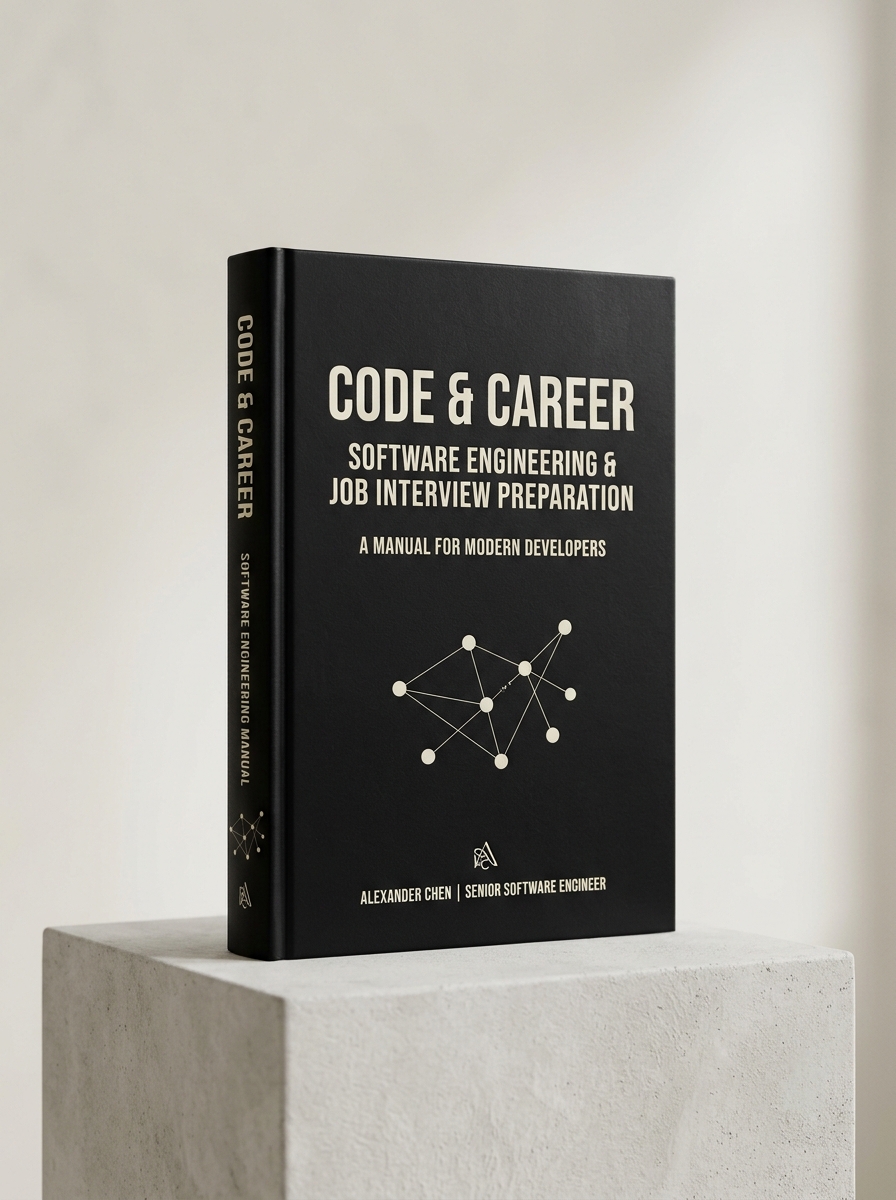 CODE & CAREER
SOFTWARE ENGINEERING &
JOB INTERVIEW PREPARATION
A MANUAL FOR MODERN DEVELOPERS
ALEXANDER CHEN | SENIOR SOFTWARE ENGINEER
CODE & CAREER
SOFTWARE ENGINEERING MANUAL